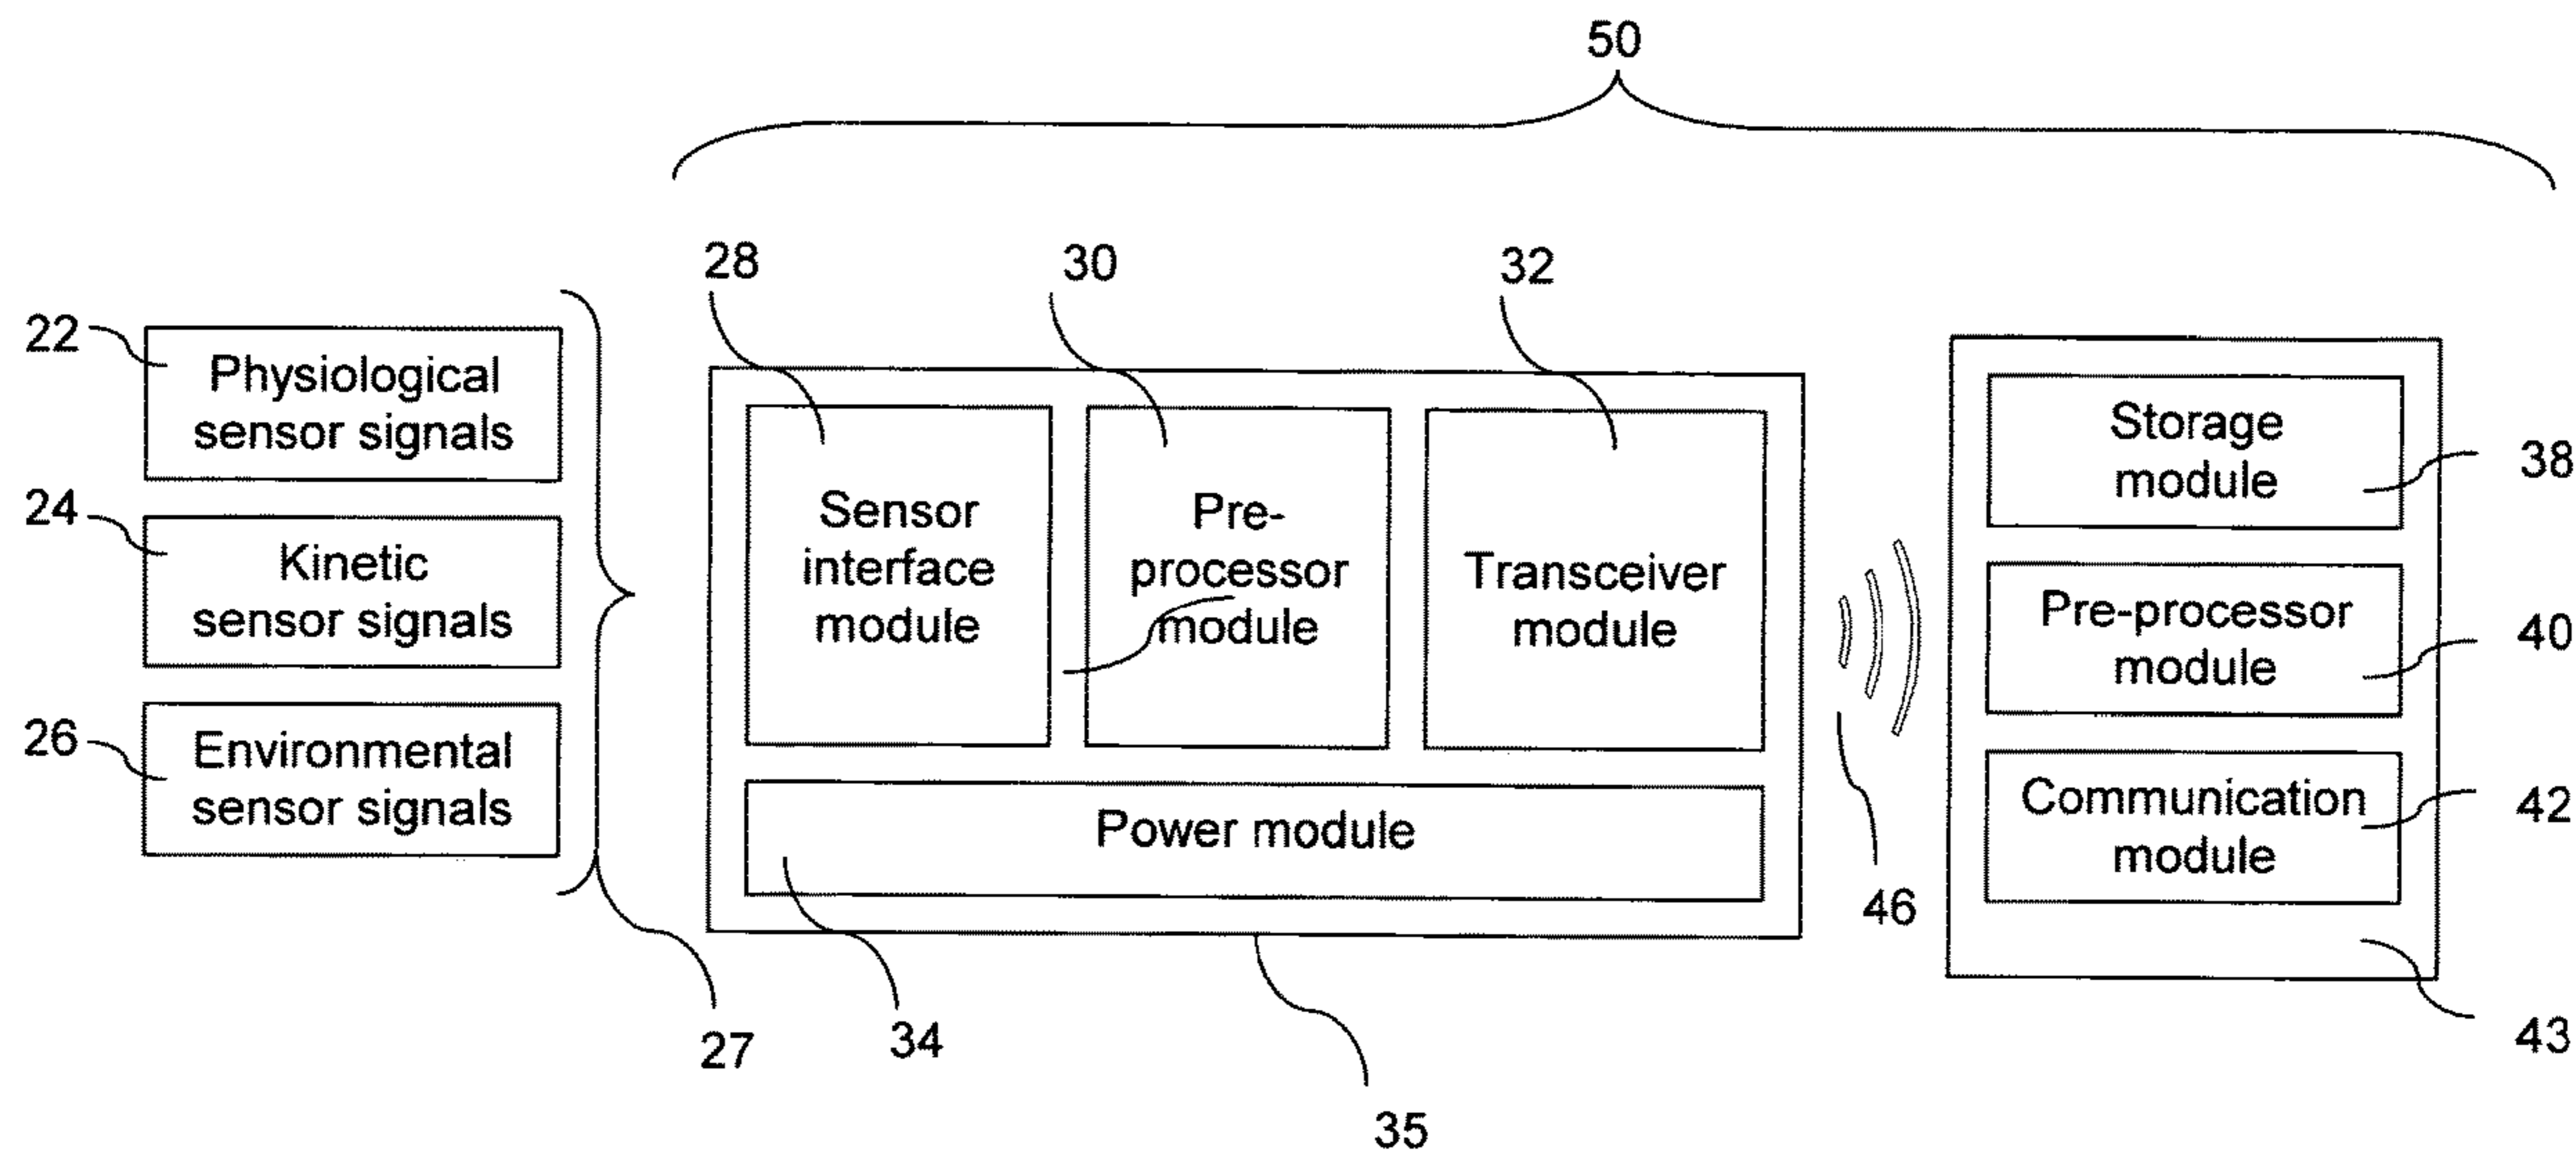 50
28
30
32
22
Physiological
sensor signals
24
Kinetic
sensor signals
26
Environmental
sensor signals
27
Sensor
interface
module
Pre-
processor
module
Transceiver
module
Power module
34
35
46
Storage
module
38
Pre-processor
module
40
Communication
module
42
43